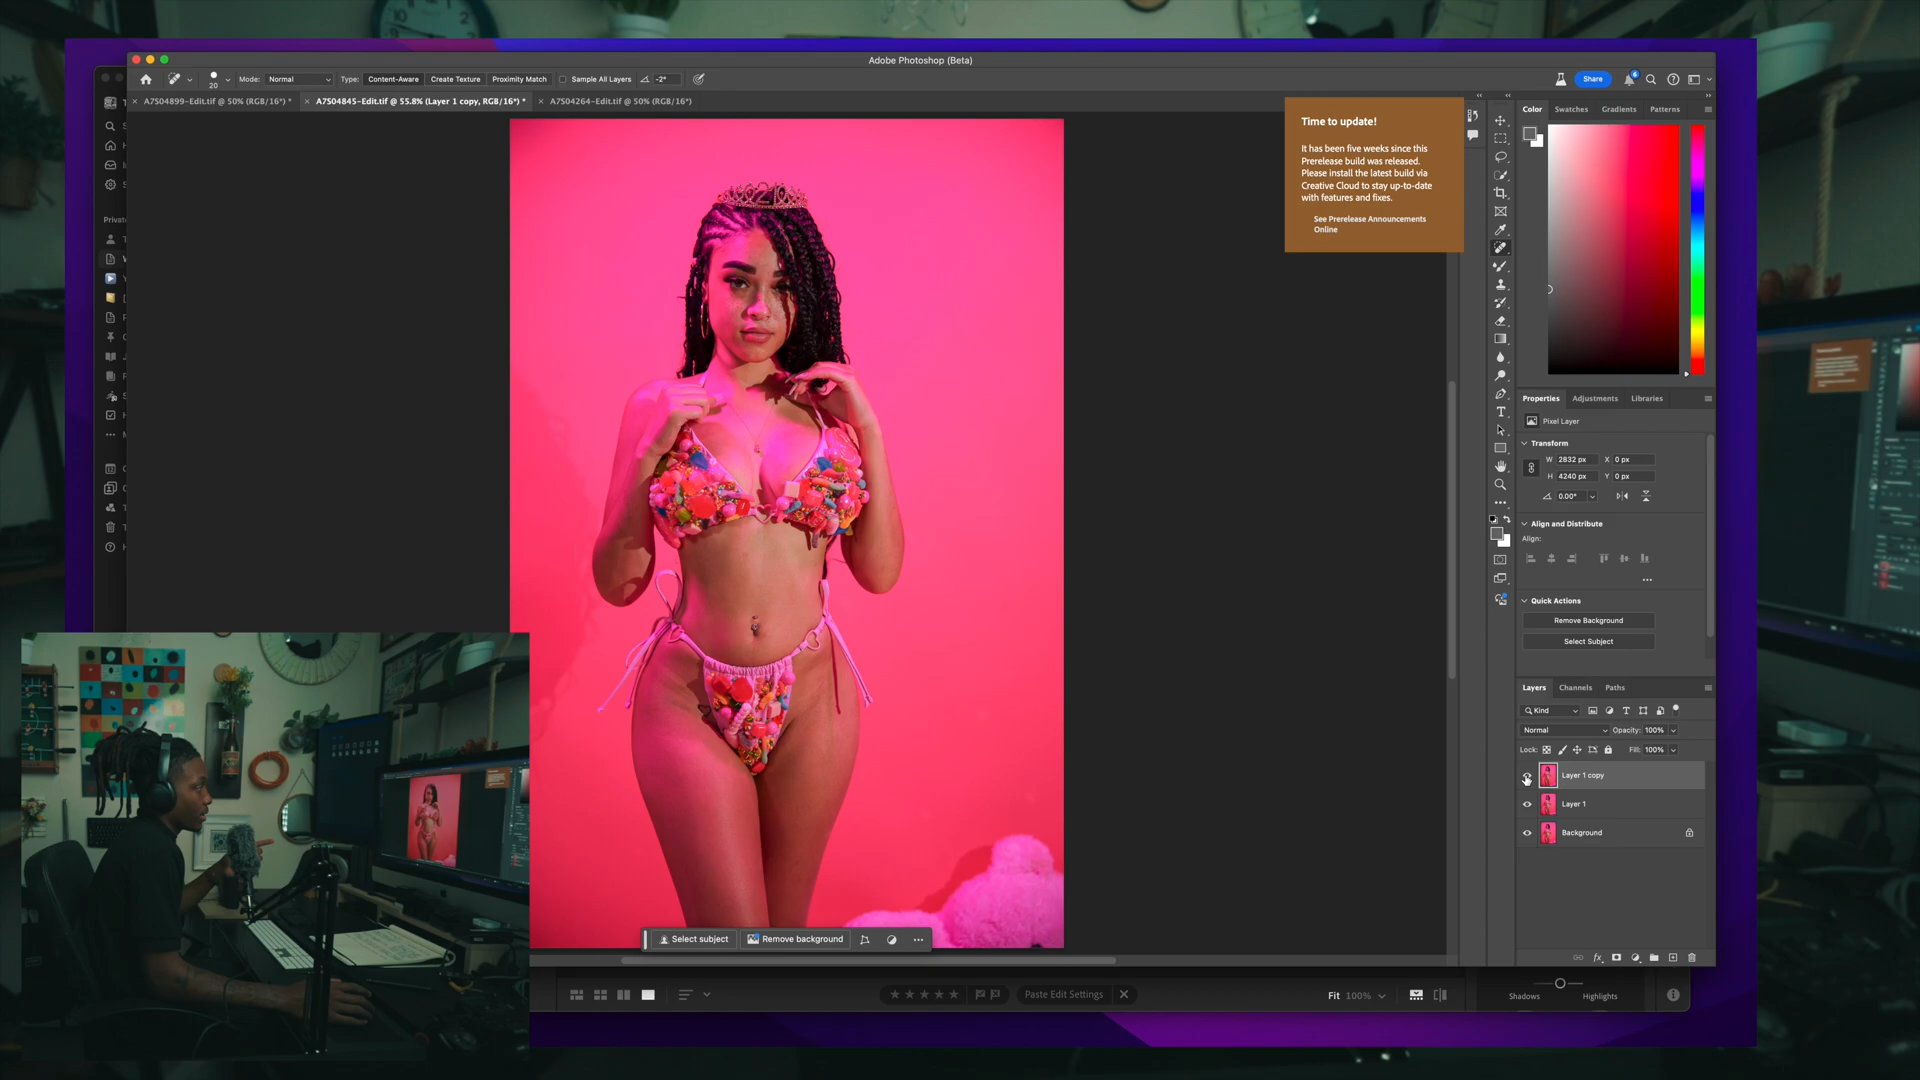 Adobe Photoshop (Beta)
20
Mode: Normal
Type: Content-Aware Create Texture Proximity Match
Sample All Layers
-2°
Share
6
A7S04899-Edit.tif @ 50% (RGB/16*) *
A7S04845-Edit.tif @ 55.8% (Layer 1 copy, RGB/16*) *
A7S04264-Edit.tif @ 50% (RGB/16*)
Private
Time to update!
It has been five weeks since this
Prerelease build was released.
Please install the latest build via
Creative Cloud to stay up-to-date
with features and fixes.
See Prerelease Announcements
Online
Color Swatches Gradients Patterns
Properties Adjustments Libraries
Pixel Layer
Transform
W 2832 px X 0 px
H 4240 px Y 0 px
0.00°
Align and Distribute
Align:
Quick Actions
Remove Background
Select Subject
Layers Channels Paths
Kind
Normal Opacity: 100%
Lock: Fill: 100%
Layer 1 copy
Layer 1
Background
Select subject Remove background
Paste Edit Settings
Fit 100%
Shadows Highlights